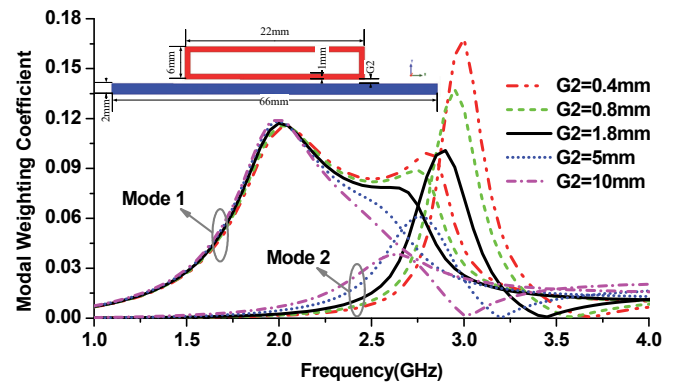 0.18
0.15
0.12
0.09
0.06
0.03
0.00
Modal Weighting Coefficient
22mm
6mm
1mm
G2
2mm
66mm
G2=0.4mm
G2=0.8mm
G2=1.8mm
G2=5mm
G2=10mm
Mode 1
Mode 2
1.0 1.5 2.0 2.5 3.0 3.5 4.0
Frequency(GHz)